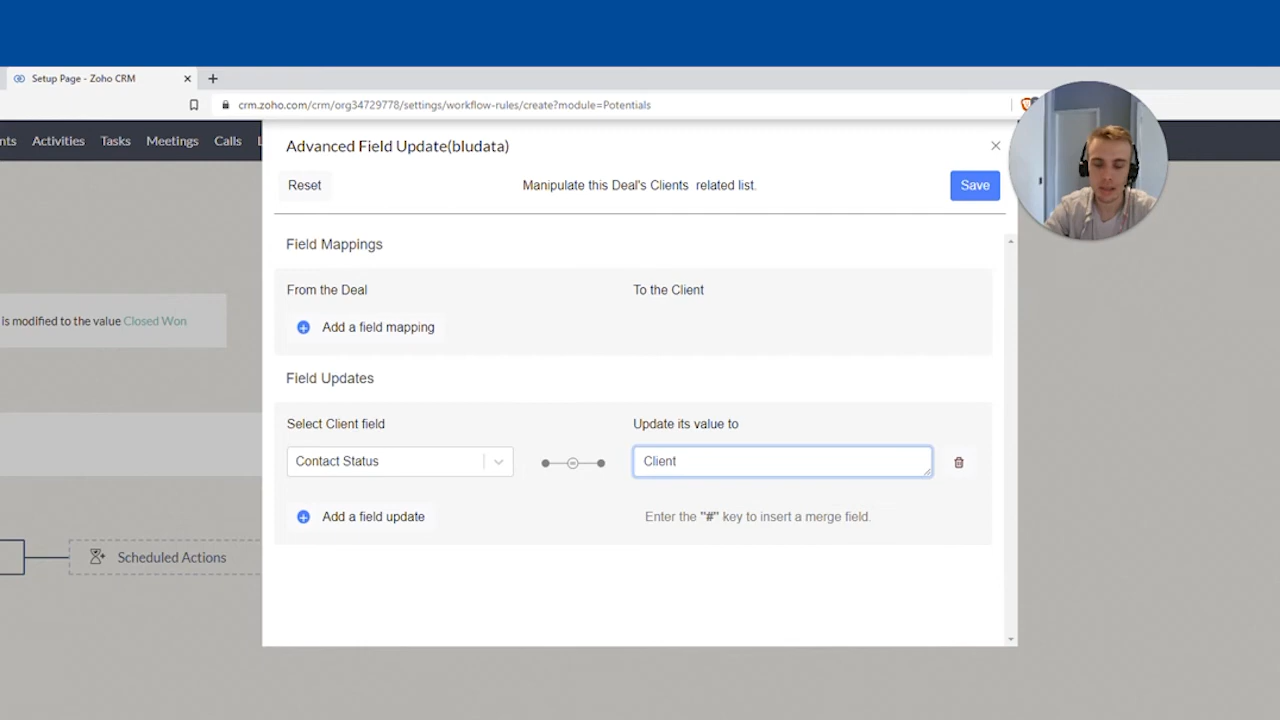 Setup Page - Zoho CRM
crm.zoho.com/crm/org34729778/settings/workflow-rules/create?module=Potentials
nts Activities Tasks Meetings Calls
Advanced Field Update(bludata)
Reset
Manipulate this Deal's Clients related list.
Save
Field Mappings
From the Deal
To the Client
Add a field mapping
is modified to the value Closed Won
Field Updates
Select Client field
Update its value to
Contact Status
Client
Add a field update
Enter the "#" key to insert a merge field.
Scheduled Actions